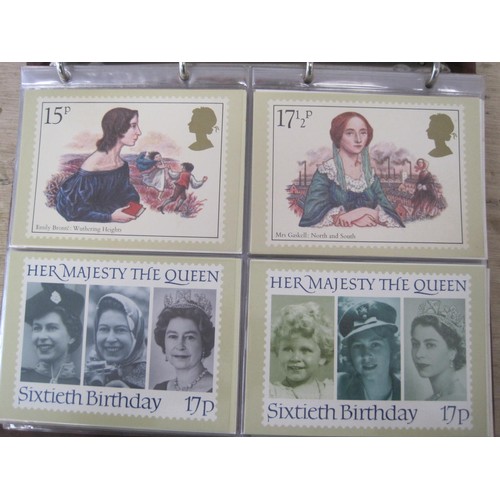 15p
Emily Brontë: Wuthering Heights
17½p
Mrs Gaskell: North and South
HER MAJESTY THE QUEEN
Sixtieth Birthday 17p
HER MAJESTY THE QUEEN
Sixtieth Birthday 17p